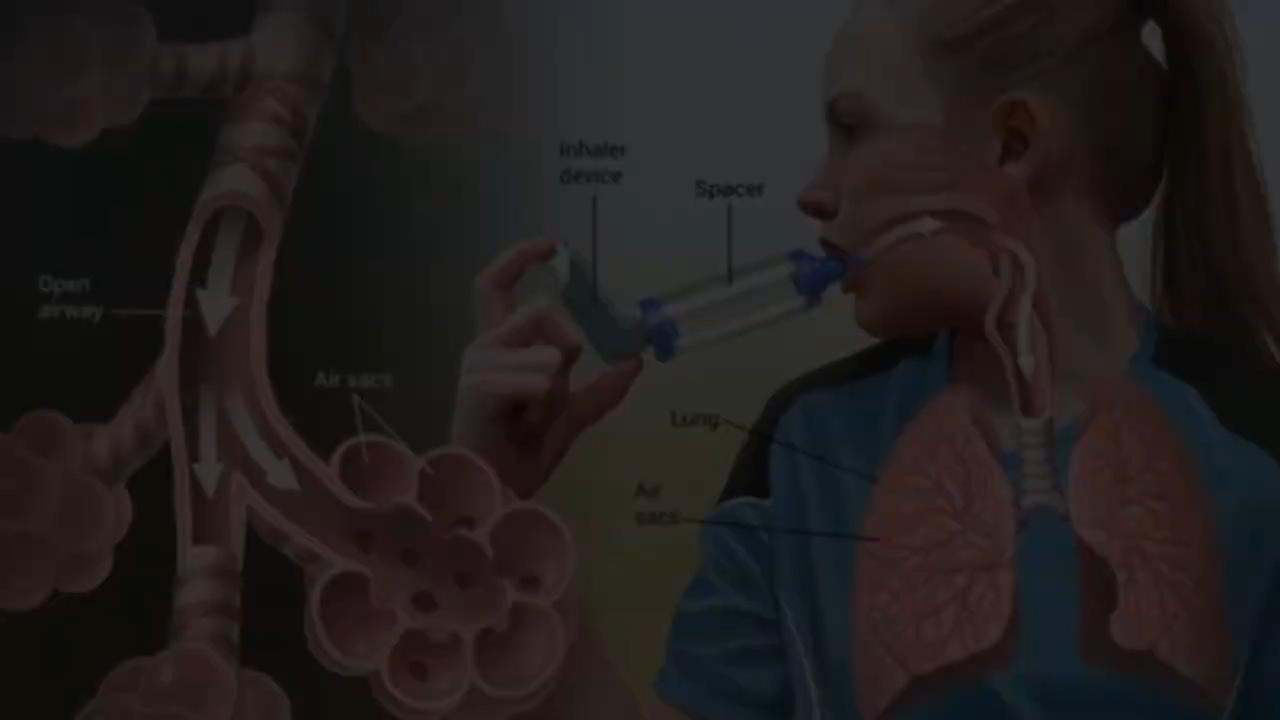 Inhaler
device
Spacer
Open
airway
Air sacs
Lung
Air
sacs